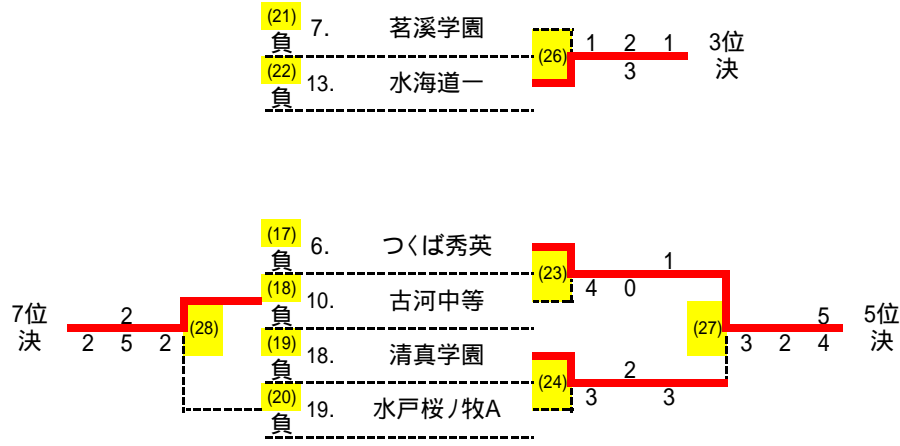 (21)
負 7. 茗溪学園
(22)
負 13. 水海道一
(26) 1 2 1
3
3位
決
(17)
負 6. つくば秀英
(18)
負 10. 古河中等
(19)
負 18. 清真学園
(20)
負 19. 水戸桜ノ牧A
(23) 1
4 0
(24) 2
3 3
(27) 5
3 2 4
5位
決
7位
決
2
2 5 2 (28)